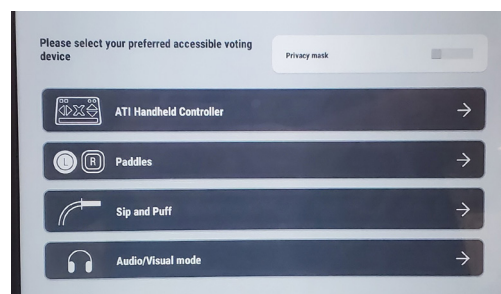 Please select your preferred accessible voting
device
Privacy mask
ATI Handheld Controller
L R Paddles
Sip and Puff
Audio/Visual mode